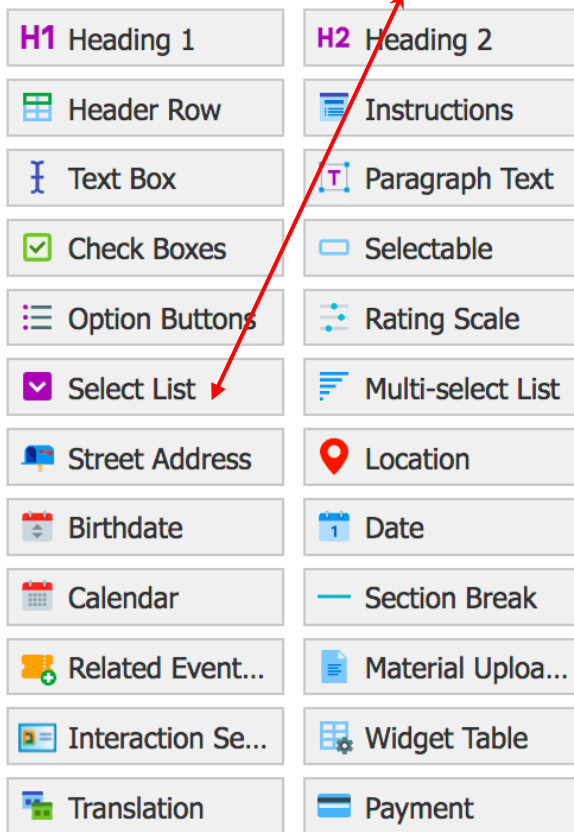 H1 Heading 1
H2 Heading 2
Header Row
Instructions
Text Box
T Paragraph Text
Check Boxes
Selectable
Option Buttons
Rating Scale
Select List
Multi-select List
Street Address
Location
Birthdate
1 Date
Calendar
Section Break
Related Event...
Material Uploa...
Interaction Se...
Widget Table
Translation
Payment